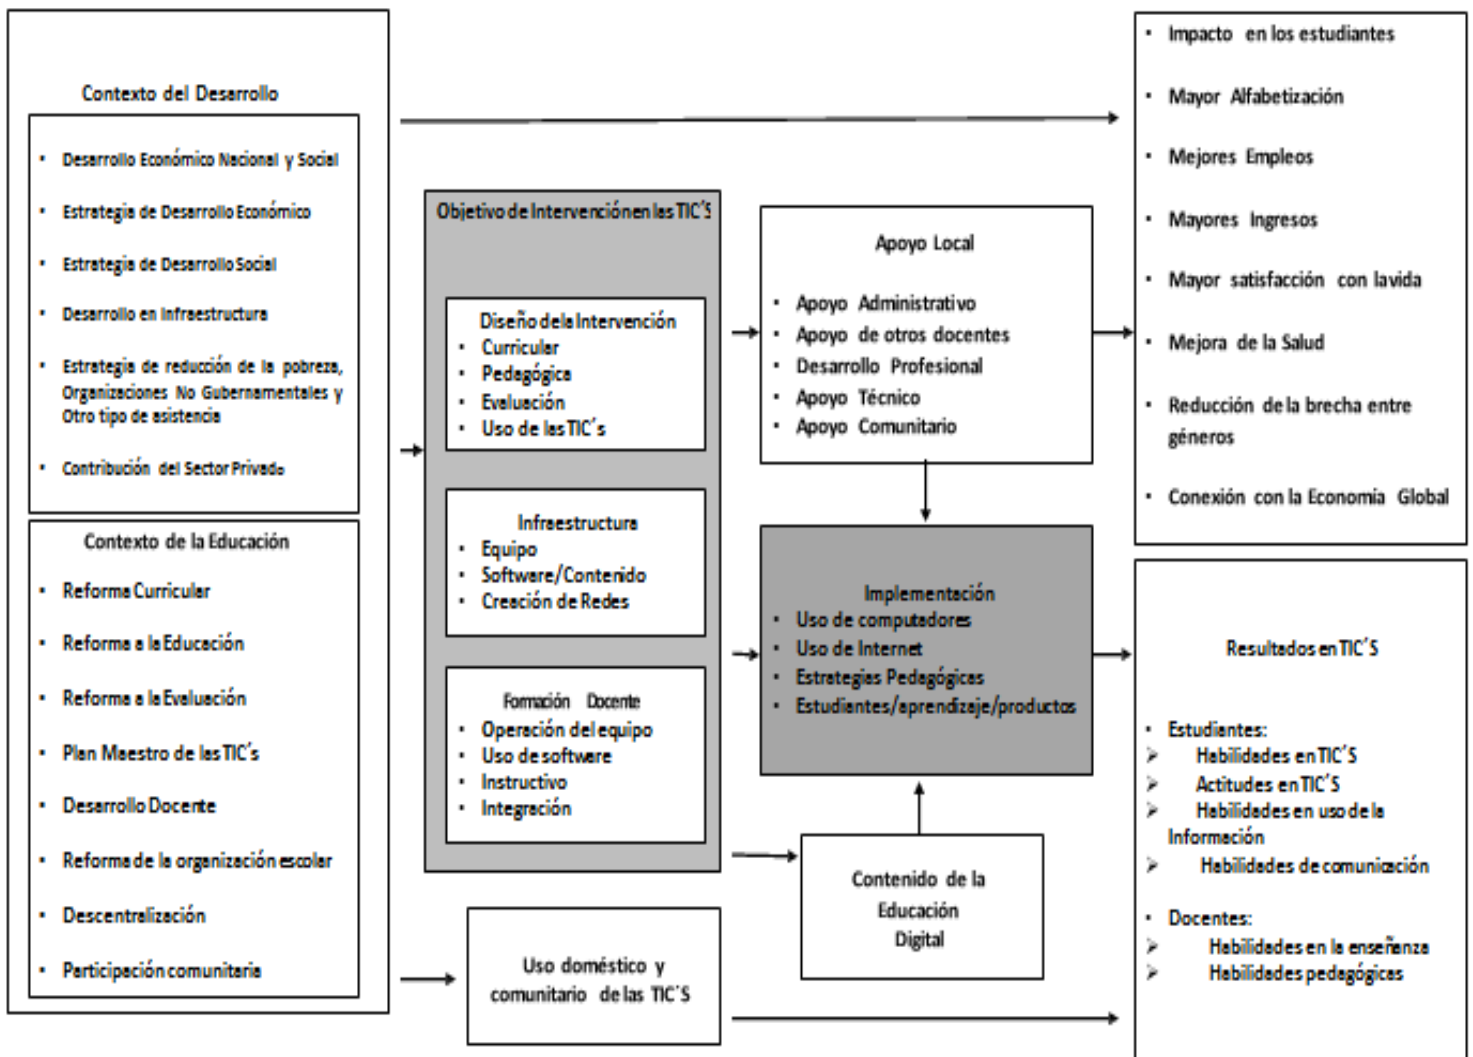 Contexto del Desarrollo
▪ Desarrollo Económico Nacional y Social
▪ Estrategia de Desarrollo Económico
▪ Estrategia de Desarrollo Social
▪ Desarrollo en Infraestructura
▪ Estrategia de reducción de la pobreza,
Organizaciones No Gubernamentales y
Otro tipo de asistencia
▪ Contribución del Sector Privado
Contexto de la Educación
▪ Reforma Curricular
▪ Reforma a la Educación
▪ Reforma a la Evaluación
▪ Plan Maestro de las TIC´s
▪ Desarrollo Docente
▪ Reforma de la organización escolar
▪ Descentralización
▪ Participación comunitaria
Objetivo de Intervención en las TIC´S
Diseño de la Intervención
▪ Curricular
▪ Pedagógica
▪ Evaluación
▪ Uso de las TIC´s
Infraestructura
▪ Equipo
▪ Software/Contenido
▪ Creación de Redes
Formación Docente
▪ Operación del equipo
▪ Uso de software
▪ Instructivo
▪ Integración
Uso doméstico y
comunitario de las TIC´S
Apoyo Local
▪ Apoyo Administrativo
▪ Apoyo de otros docentes
▪ Desarrollo Profesional
▪ Apoyo Técnico
▪ Apoyo Comunitario
Implementación
▪ Uso de computadores
▪ Uso de Internet
▪ Estrategias Pedagógicas
▪ Estudiantes/aprendizaje/productos
Contenido de la
Educación
Digital
▪ Impacto en los estudiantes
▪ Mayor Alfabetización
▪ Mejores Empleos
▪ Mayores Ingresos
▪ Mayor satisfacción con la vida
▪ Mejora de la Salud
▪ Reducción de la brecha entre
géneros
▪ Conexión con la Economía Global
Resultados en TIC´S
▪ Estudiantes:
➢ Habilidades en TIC´S
➢ Actitudes en TIC´S
➢ Habilidades en uso de la
Información
➢ Habilidades de comunicación
▪ Docentes:
➢ Habilidades en la enseñanza
➢ Habilidades pedagógicas